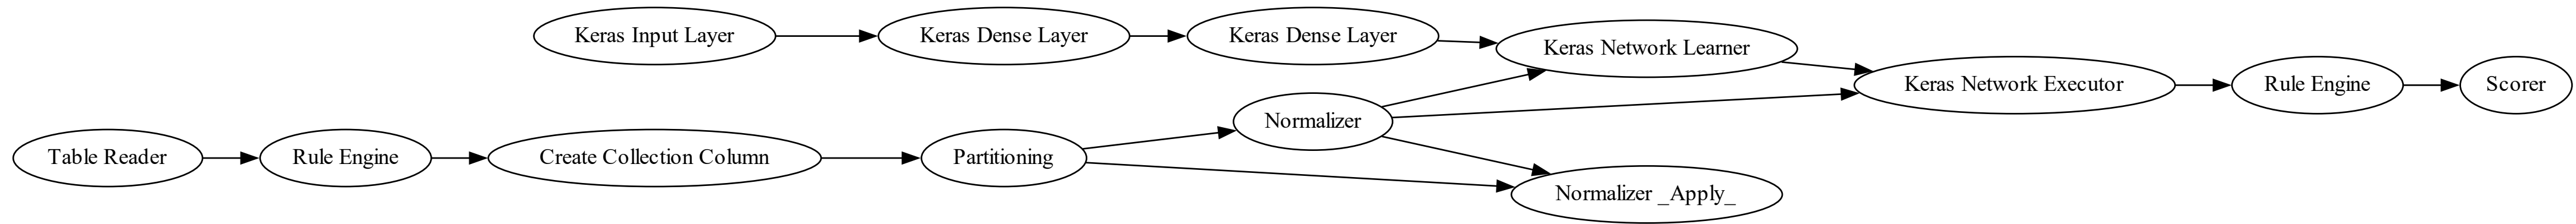 Keras Input Layer
Keras Dense Layer
Keras Dense Layer
Keras Network Learner
Keras Network Executor
Rule Engine
Scorer
Table Reader
Rule Engine
Create Collection Column
Partitioning
Normalizer
Normalizer _Apply_